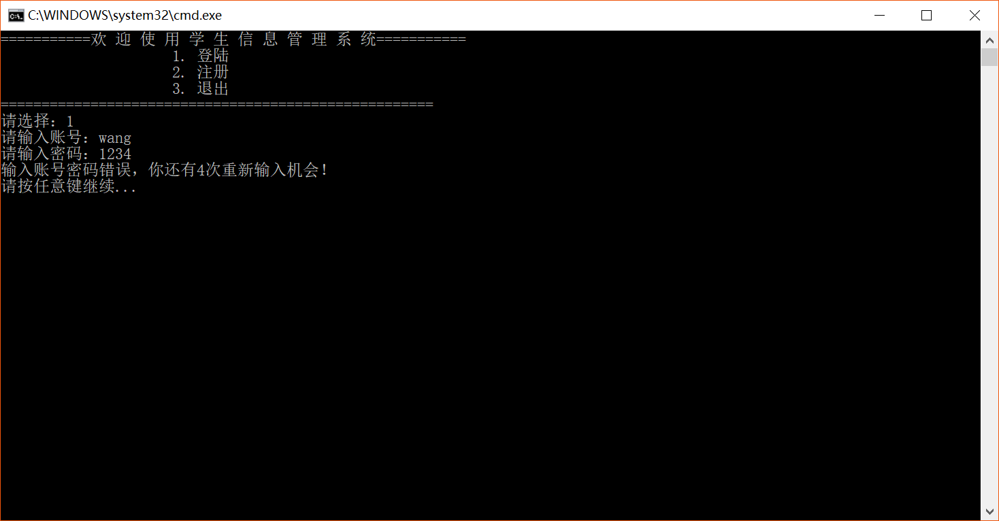 C:\WINDOWS\system32\cmd.exe
===========欢 迎 使 用 学 生 信 息 管 理 系 统===========
1. 登陆
2. 注册
3. 退出
=====================================================
请选择：1
请输入账号：wang
请输入密码：1234
输入账号密码错误，你还有4次重新输入机会！
请按任意键继续...